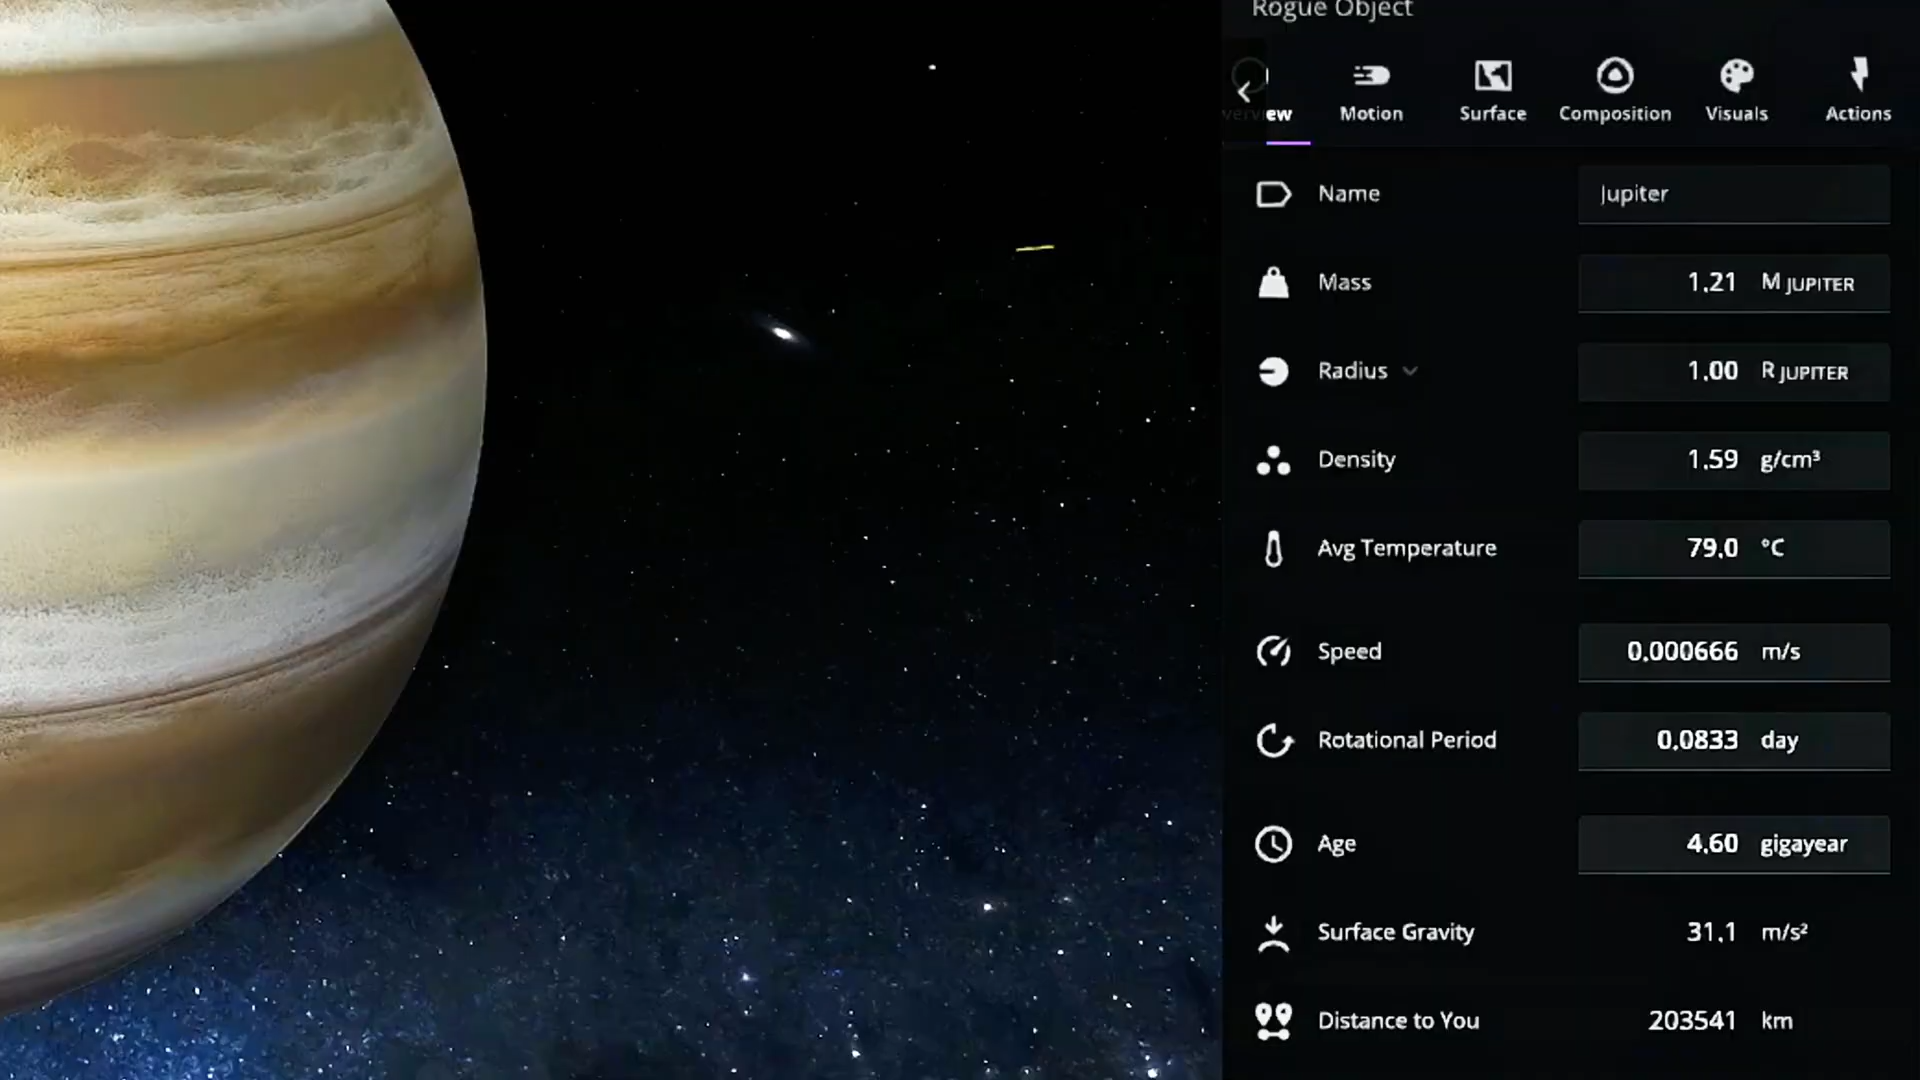 Rogue Object
Overview
Motion
Surface
Composition
Visuals
Actions
Name Jupiter
Mass 1.21 M JUPITER
Radius 1.00 R JUPITER
Density 1.59 g/cm³
Avg Temperature 79.0 °C
Speed 0.000666 m/s
Rotational Period 0.0833 day
Age 4.60 gigayear
Surface Gravity 31.1 m/s²
Distance to You 203541 km